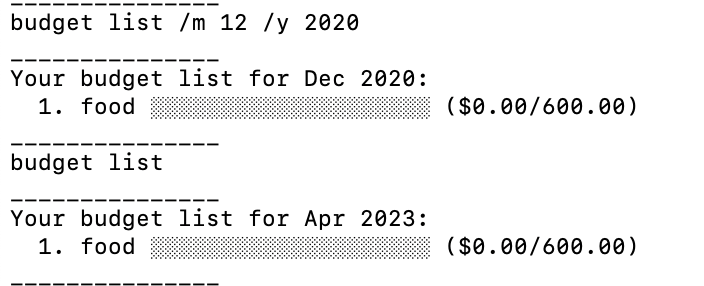 _______________
budget list /m 12 /y 2020
_______________
Your budget list for Dec 2020:
  1. food ░░░░░░░░░░░░░░░░░░░░ ($0.00/600.00)
_______________
budget list
_______________
Your budget list for Apr 2023:
  1. food ░░░░░░░░░░░░░░░░░░░░ ($0.00/600.00)
_______________